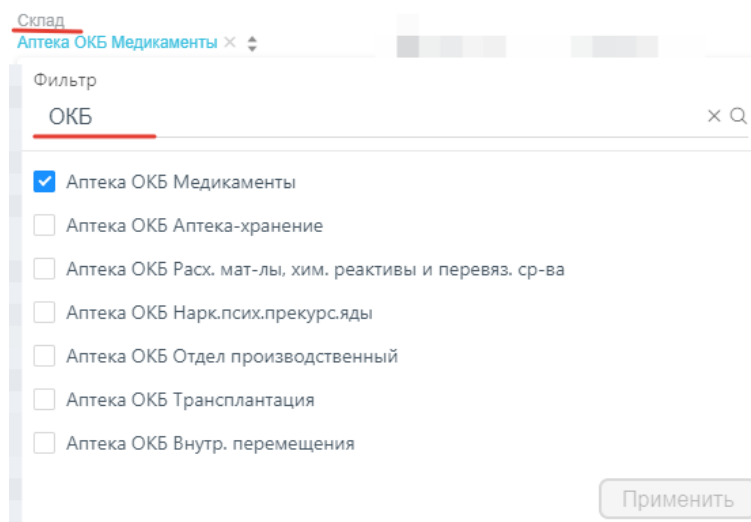 Склад
Аптека ОКБ Медикаменты
Фильтр
ОКБ
Аптека ОКБ Медикаменты
Аптека ОКБ Аптека-хранение
Аптека ОКБ Расх. мат-лы, хим. реактивы и перевяз. ср-ва
Аптека ОКБ Нарк.псих.прекурс.яды
Аптека ОКБ Отдел производственный
Аптека ОКБ Трансплантация
Аптека ОКБ Внутр. перемещения
Применить